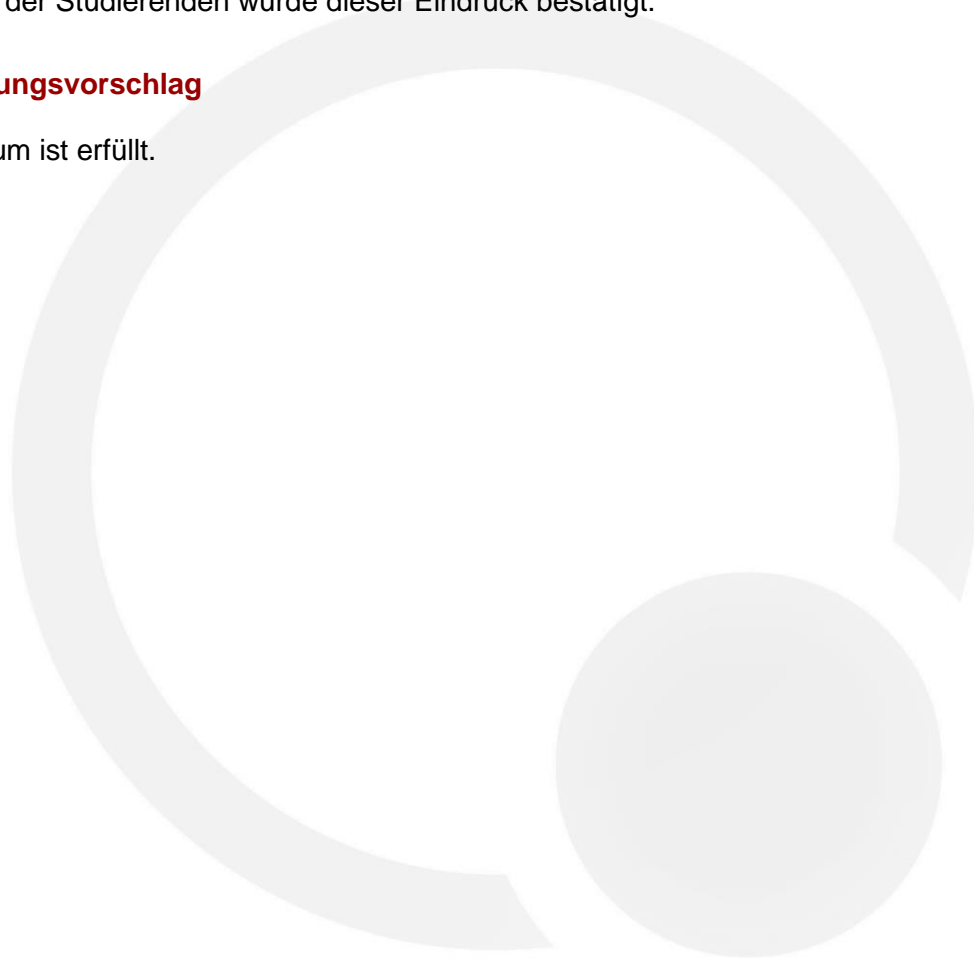 der Studierenden wurde dieser Eindruck bestätigt.
ungsvorschlag
um ist erfüllt.